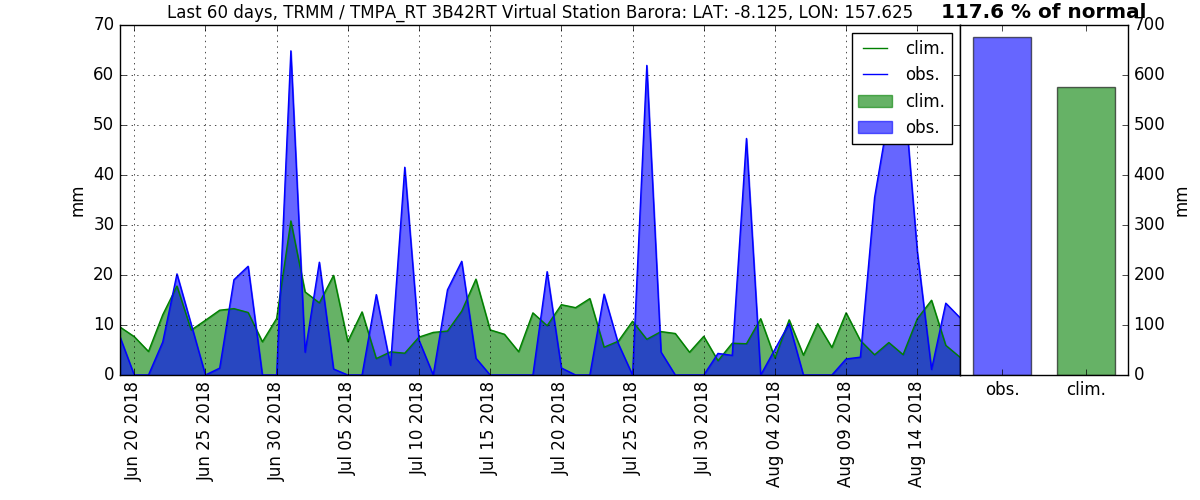 Last 60 days, TRMM / TMPA_RT 3B42RT Virtual Station Barora: LAT: -8.125, LON: 157.625
117.6 % of normal
70
60
50
40
30
20
10
0
mm
clim.
obs.
clim.
obs.
700
600
500
400
300
200
100
0
mm
Jun 20 2018
Jun 25 2018
Jun 30 2018
Jul 05 2018
Jul 10 2018
Jul 15 2018
Jul 20 2018
Jul 25 2018
Jul 30 2018
Aug 04 2018
Aug 09 2018
Aug 14 2018
obs.
clim.